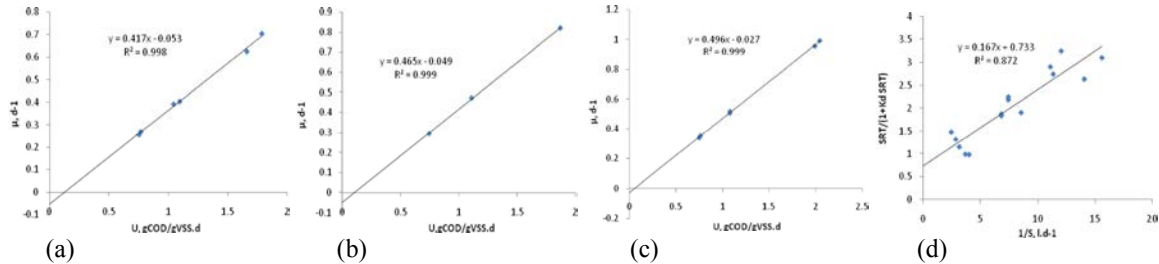 0.8
0.7
0.6
0.5
0.4
0.3
0.2
0.1
0
-0.1
μ, d-1
y = 0.417x - 0.053
R² = 0.998
0
0.5
1
1.5
2
U, gCOD/gVSS.d
(a)
0.9
0.8
0.7
0.6
0.5
0.4
0.3
0.2
0.1
0
-0.1
μ, d-1
y = 0.465x - 0.049
R² = 0.999
0
0.5
1
1.5
2
U,gCOD/gVSS.d
(b)
1.2
1
0.8
0.6
0.4
0.2
0
-0.2
μ, d-1
y = 0.496x - 0.027
R² = 0.999
0
0.5
1
1.5
2
2.5
U, gCOD/gVSS.d
(c)
4
3.5
3
2.5
2
1.5
1
0.5
0
SRT/(1+Kd SRT)
y = 0.167x + 0.733
R² = 0.872
0
5
10
15
20
1/S, l.d-1
(d)